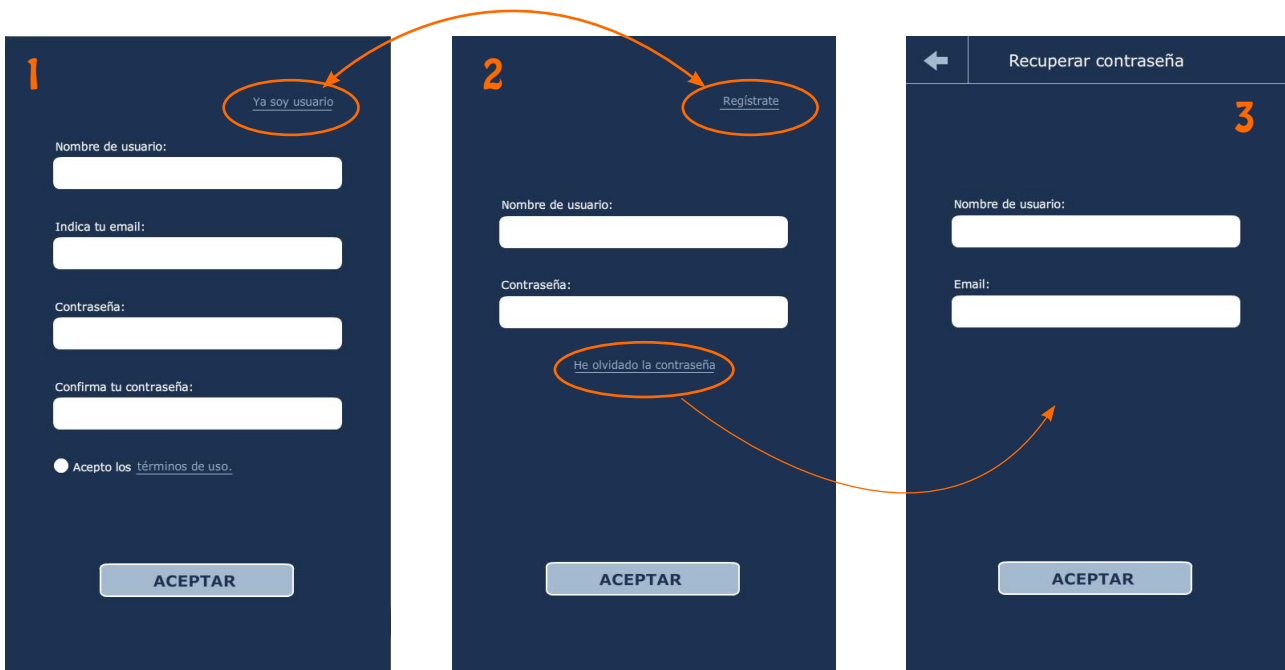 1
Ya soy usuario
Nombre de usuario:
Indica tu email:
Contraseña:
Confirma tu contraseña:
Acepto los términos de uso.
ACEPTAR
2
Regístrate
Nombre de usuario:
Contraseña:
He olvidado la contraseña
ACEPTAR
Recuperar contraseña
3
Nombre de usuario:
Email:
ACEPTAR